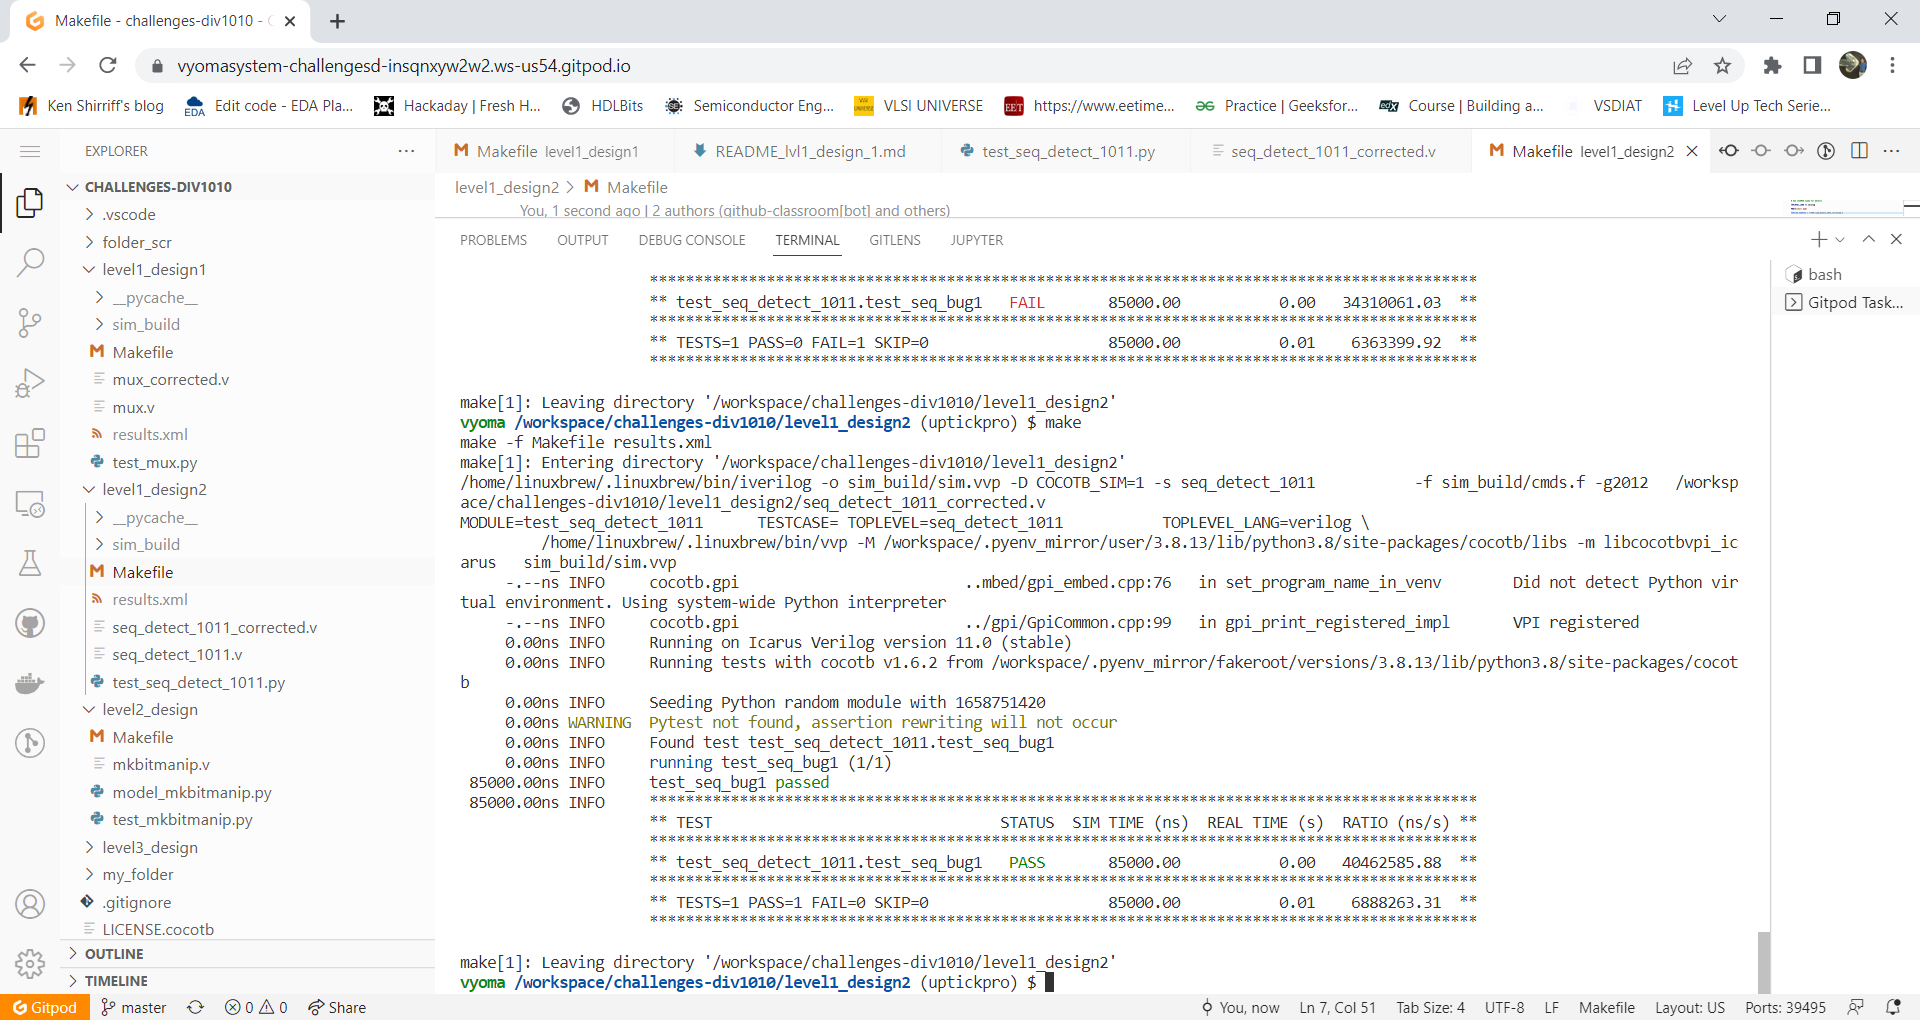 Makefile - challenges-div1010 -
vyomasystem-challengesd-insqnxyw2w2.ws-us54.gitpod.io
Ken Shirriff's blog
EDA
Edit code - EDA Pla...
Hackaday | Fresh H...
HDLBits
Semiconductor Eng...
VLSI UNIVERSE
EET
https://www.eetime...
Practice | Geeksfor...
edX
Course | Building a...
VSDIAT
Level Up Tech Serie...
EXPLORER
Makefile level1_design1
README_lvl1_design_1.md
test_seq_detect_1011.py
seq_detect_1011_corrected.v
Makefile level1_design2
CHALLENGES-DIV1010
.vscode
folder_scr
level1_design1
__pycache__
sim_build
Makefile
mux_corrected.v
mux.v
results.xml
test_mux.py
level1_design2
__pycache__
sim_build
Makefile
results.xml
seq_detect_1011_corrected.v
seq_detect_1011.v
test_seq_detect_1011.py
level2_design
Makefile
mkbitmanip.v
model_mkbitmanip.py
test_mkbitmanip.py
level3_design
my_folder
.gitignore
LICENSE.cocotb
OUTLINE
TIMELINE
level1_design2 > Makefile
You, 1 second ago | 2 authors (github-classroom[bot] and others)
PROBLEMS OUTPUT DEBUG CONSOLE TERMINAL GITLENS JUPYTER
bash
Gitpod Task...
********************************************************************************************
** test_seq_detect_1011.test_seq_bug1 FAIL 85000.00 0.00 34310061.03 **
********************************************************************************************
** TESTS=1 PASS=0 FAIL=1 SKIP=0 85000.00 0.01 6363399.92 **
********************************************************************************************
make[1]: Leaving directory '/workspace/challenges-div1010/level1_design2'
vyoma /workspace/challenges-div1010/level1_design2 (uptickpro) $ make
make -f Makefile results.xml
make[1]: Entering directory '/workspace/challenges-div1010/level1_design2'
/home/linuxbrew/.linuxbrew/bin/iverilog -o sim_build/sim.vvp -D COCOTB_SIM=1 -s seq_detect_1011 -f sim_build/cmds.f -g2012 /worksp
ace/challenges-div1010/level1_design2/seq_detect_1011_corrected.v
MODULE=test_seq_detect_1011 TESTCASE= TOPLEVEL=seq_detect_1011 TOPLEVEL_LANG=verilog \
/home/linuxbrew/.linuxbrew/bin/vvp -M /workspace/.pyenv_mirror/user/3.8.13/lib/python3.8/site-packages/cocotb/libs -m libcocotbvpi_ic
arus sim_build/sim.vvp
-.--ns INFO cocotb.gpi ..mbed/gpi_embed.cpp:76 in set_program_name_in_venv Did not detect Python vir
tual environment. Using system-wide Python interpreter
-.--ns INFO cocotb.gpi ../gpi/GpiCommon.cpp:99 in gpi_print_registered_impl VPI registered
0.00ns INFO Running on Icarus Verilog version 11.0 (stable)
0.00ns INFO Running tests with cocotb v1.6.2 from /workspace/.pyenv_mirror/fakeroot/versions/3.8.13/lib/python3.8/site-packages/cocot
b
0.00ns INFO Seeding Python random module with 1658751420
0.00ns WARNING Pytest not found, assertion rewriting will not occur
0.00ns INFO Found test test_seq_detect_1011.test_seq_bug1
0.00ns INFO running test_seq_bug1 (1/1)
85000.00ns INFO test_seq_bug1 passed
85000.00ns INFO ********************************************************************************************
** TEST STATUS SIM TIME (ns) REAL TIME (s) RATIO (ns/s) **
********************************************************************************************
** test_seq_detect_1011.test_seq_bug1 PASS 85000.00 0.00 40462585.88 **
********************************************************************************************
** TESTS=1 PASS=1 FAIL=0 SKIP=0 85000.00 0.01 6888263.31 **
********************************************************************************************
make[1]: Leaving directory '/workspace/challenges-div1010/level1_design2'
vyoma /workspace/challenges-div1010/level1_design2 (uptickpro) $
Gitpod master 0 0 Share You, now Ln 7, Col 51 Tab Size: 4 UTF-8 LF Makefile Layout: US Ports: 39495